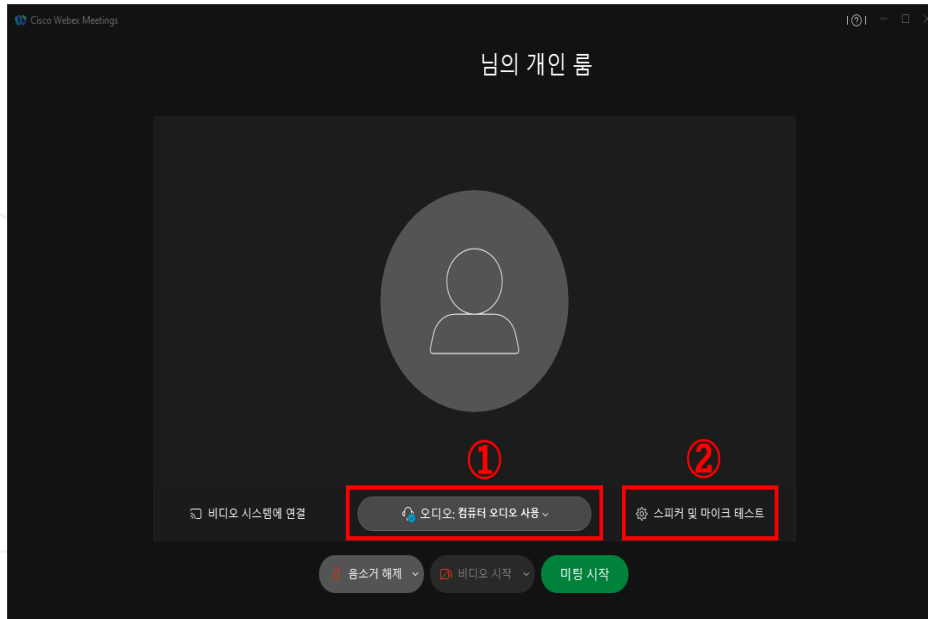 Cisco Webex Meetings
님의 개인 룸
① ②
비디오 시스템에 연결 오디오: 컴퓨터 오디오 사용 스피커 및 마이크 테스트
음소거 해제 비디오 시작 미팅 시작